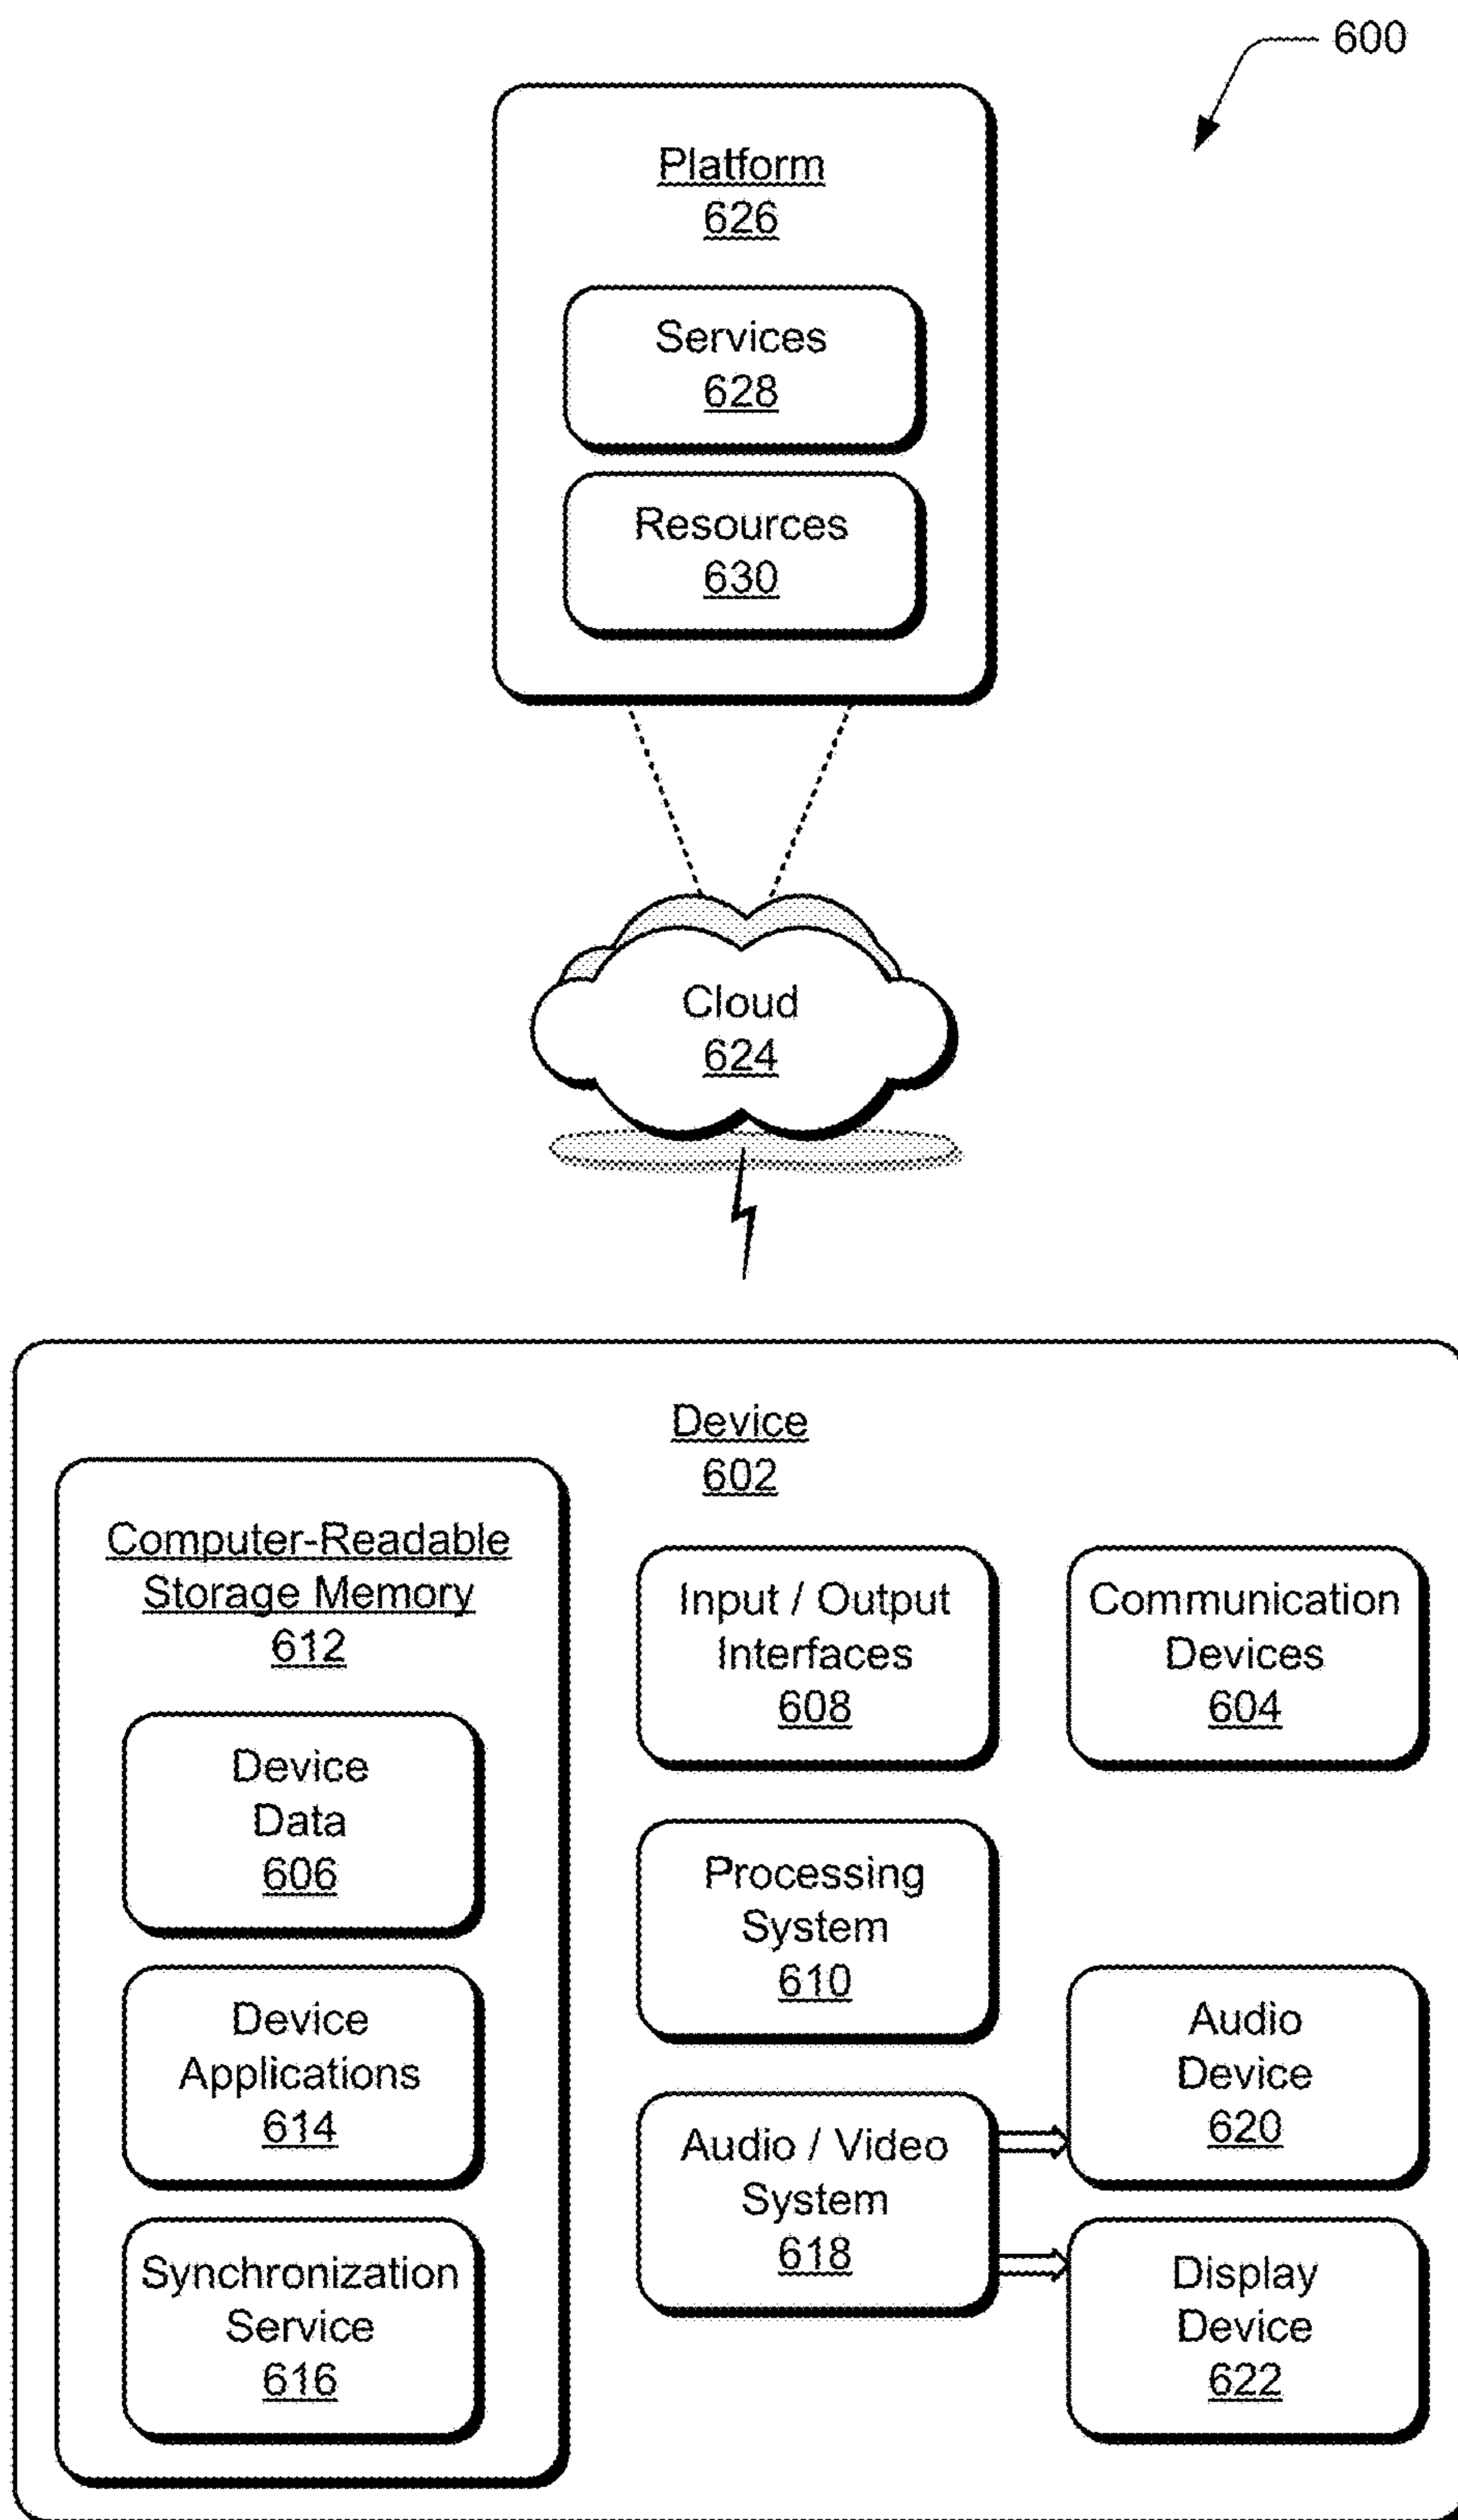 600
Platform
626
Services
628
Resources
630
Cloud
624
Device
602
Computer-Readable
Storage Memory
612
Device
Data
606
Device
Applications
614
Synchronization
Service
616
Input / Output
Interfaces
608
Processing
System
610
Audio / Video
System
618
Communication
Devices
604
Audio
Device
620
Display
Device
622